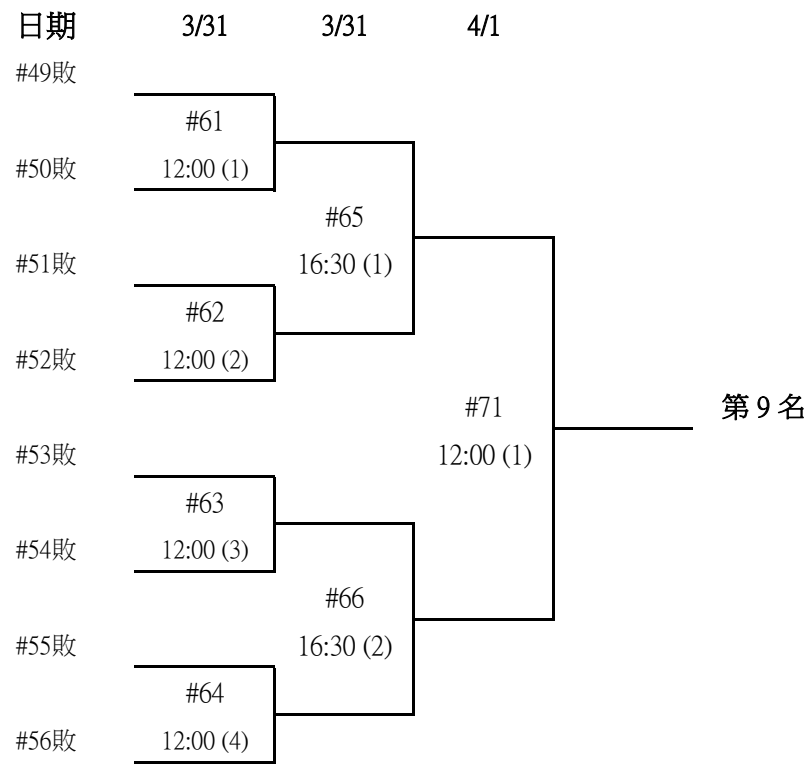 日期 3/31 3/31 4/1
#49敗
#61
#50敗 12:00 (1)
#65
#51敗 16:30 (1)
#62
#52敗 12:00 (2)
#71 第 9 名
#53敗 12:00 (1)
#63
#54敗 12:00 (3)
#66
#55敗 16:30 (2)
#64
#56敗 12:00 (4)